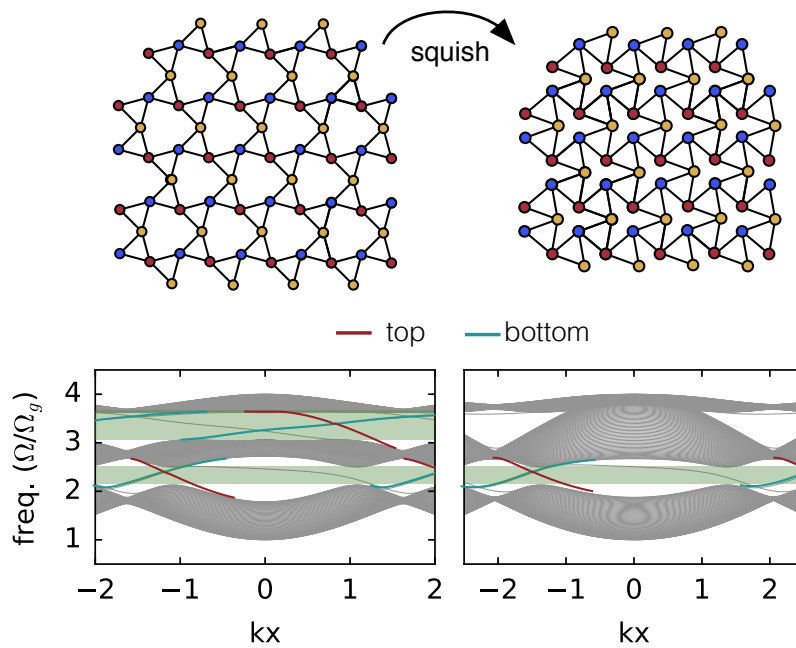 squish
top bottom
freq. (Ω/Ω_g)
4
3
2
1
−2 −1 0 1 2
−2 −1 0 1 2
kx kx